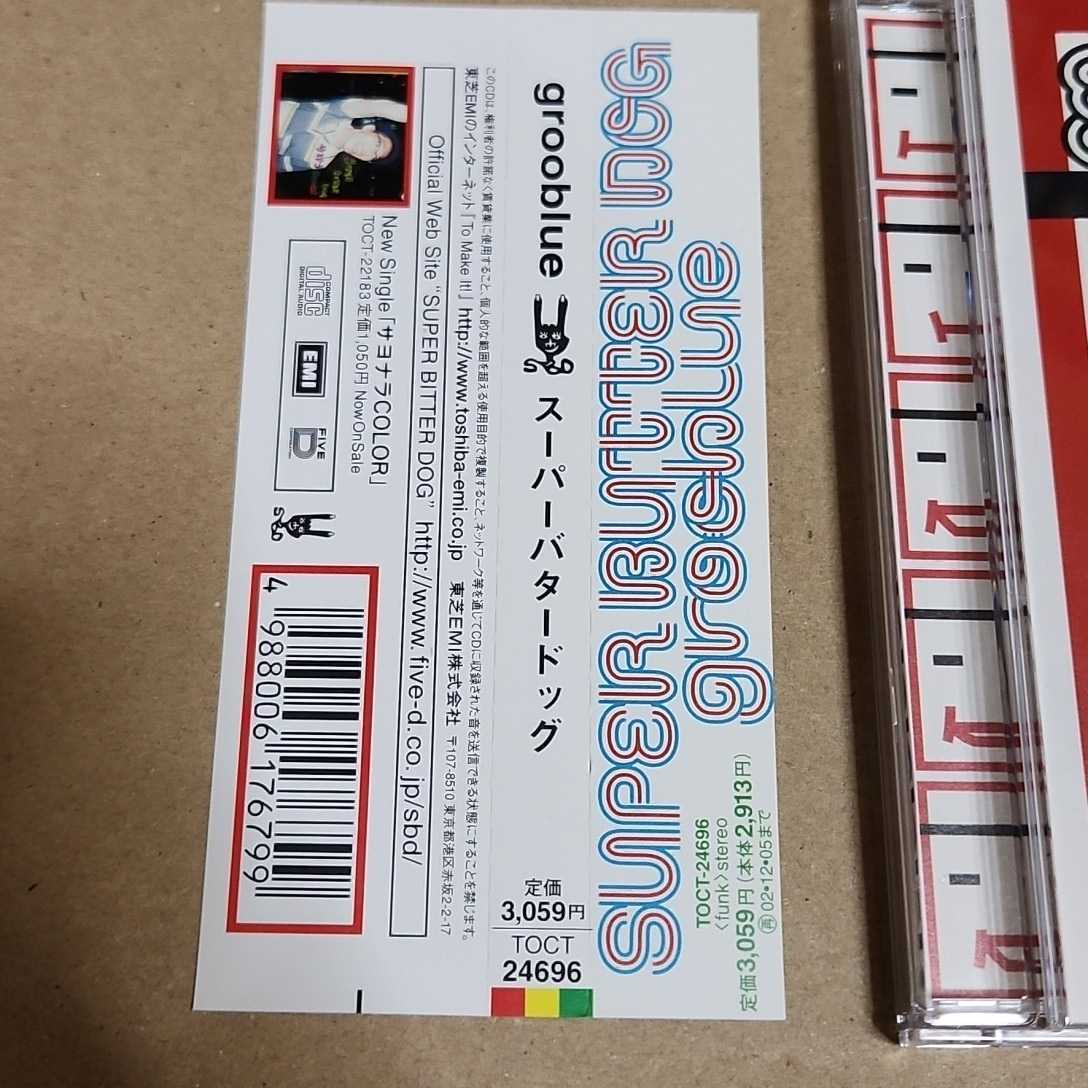 SUPER BUTTER DOG
grooblue
TOCT-24696
〈funk〉stereo
定価3,059円(本体2,913円)
再02・12・05まで
grooblue スーパーバタードッグ
定価
3,059円
TOCT
24696
このCDは、権利者の許諾なく賃貸業に使用すること、個人的な範囲を超える使用目的で複製すること、ネットワーク等を通じてCDに収録された音を送信できる状態にすることを禁じます。
東芝EMIのインターネット「To Make it!」http://www.toshiba-emi.co.jp 東芝EMI株式会社 〒107-8510 東京都港区赤坂2-2-17
Official Web Site “SUPER BITTER DOG” http://www.five-d.co.jp/sbd/
New Single「サヨナラCOLOR」
TOCT-22183 定価1,050円 NowOnSale
COMPACT
disc
DIGITAL AUDIO
EMI
FIVE
D
4 988006 176799